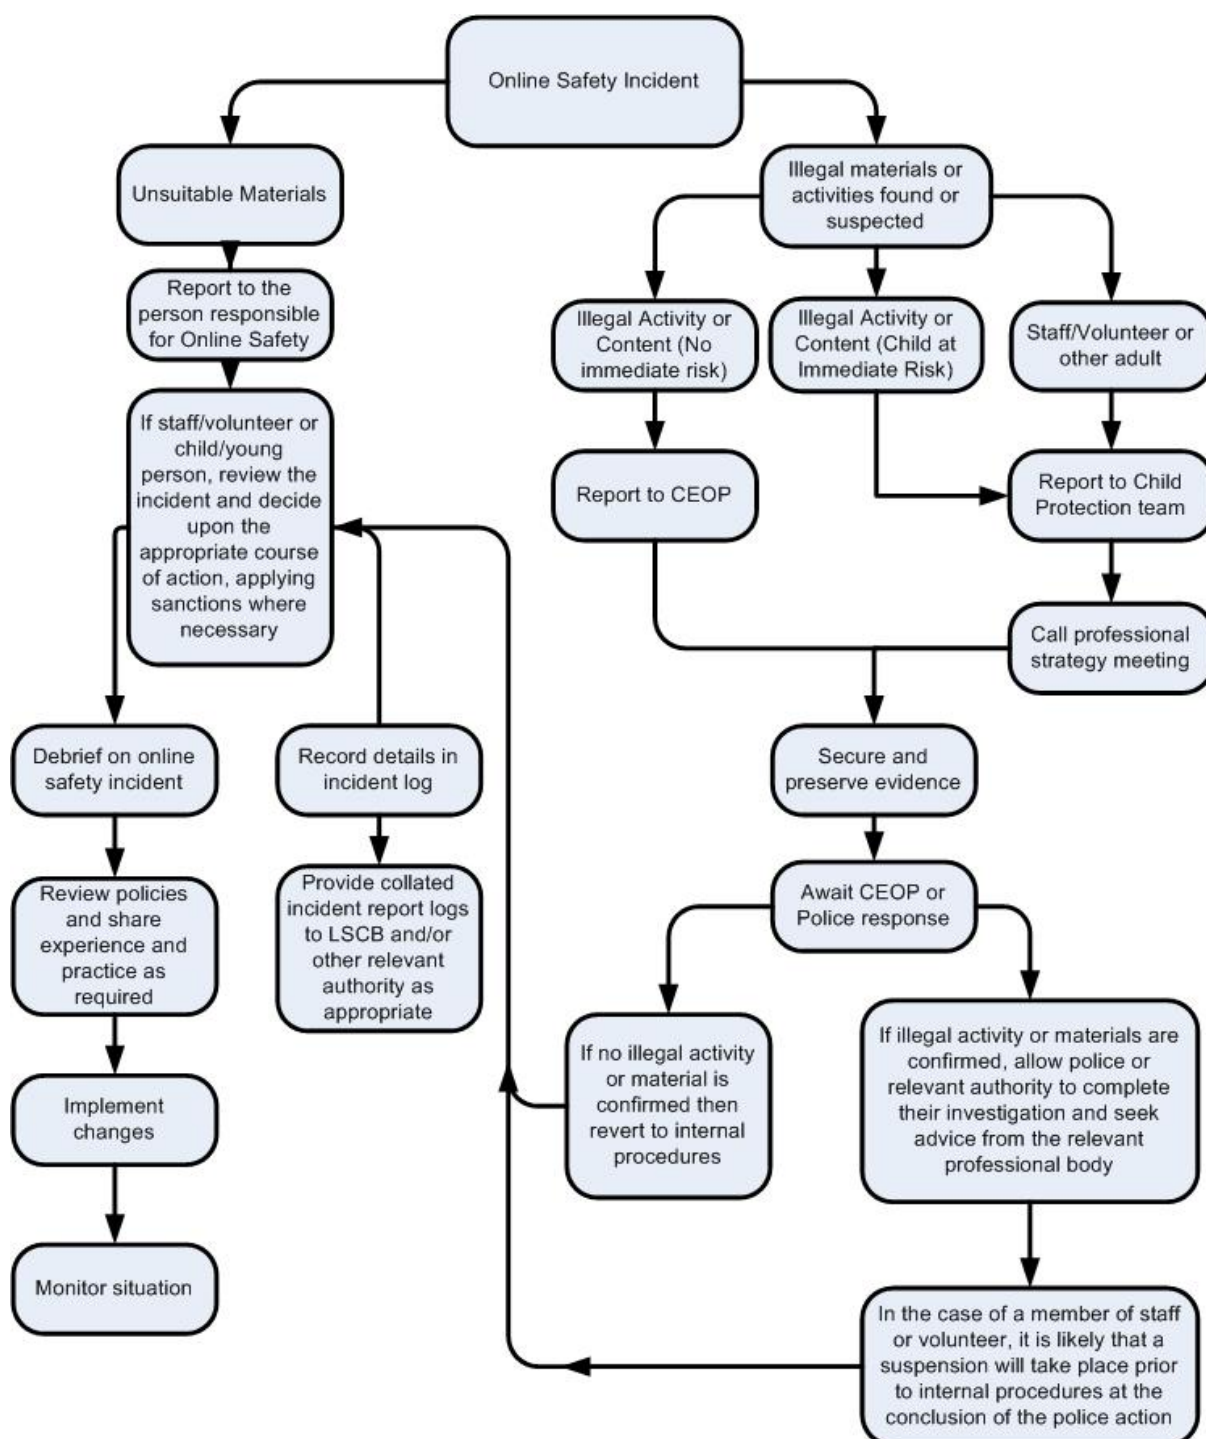 Online Safety Incident
Unsuitable Materials
Illegal materials or
activities found or
suspected
Report to the
person responsible
for Online Safety
Illegal Activity or
Content (No
immediate risk)
Illegal Activity or
Content (Child at
Immediate Risk)
Staff/Volunteer or
other adult
If staff/volunteer or
child/young
person, review the
incident and decide
upon the
appropriate course
of action, applying
sanctions where
necessary
Report to CEOP
Report to Child
Protection team
Call professional
strategy meeting
Debrief on online
safety incident
Record details in
incident log
Secure and
preserve evidence
Review policies
and share
experience and
practice as
required
Provide collated
incident report logs
to LSCB and/or
other relevant
authority as
appropriate
Await CEOP or
Police response
If no illegal activity
or material is
confirmed then
revert to internal
procedures
If illegal activity or materials are
confirmed, allow police or
relevant authority to complete
their investigation and seek
advice from the relevant
professional body
Implement
changes
Monitor situation
In the case of a member of staff
or volunteer, it is likely that a
suspension will take place prior
to internal procedures at the
conclusion of the police action